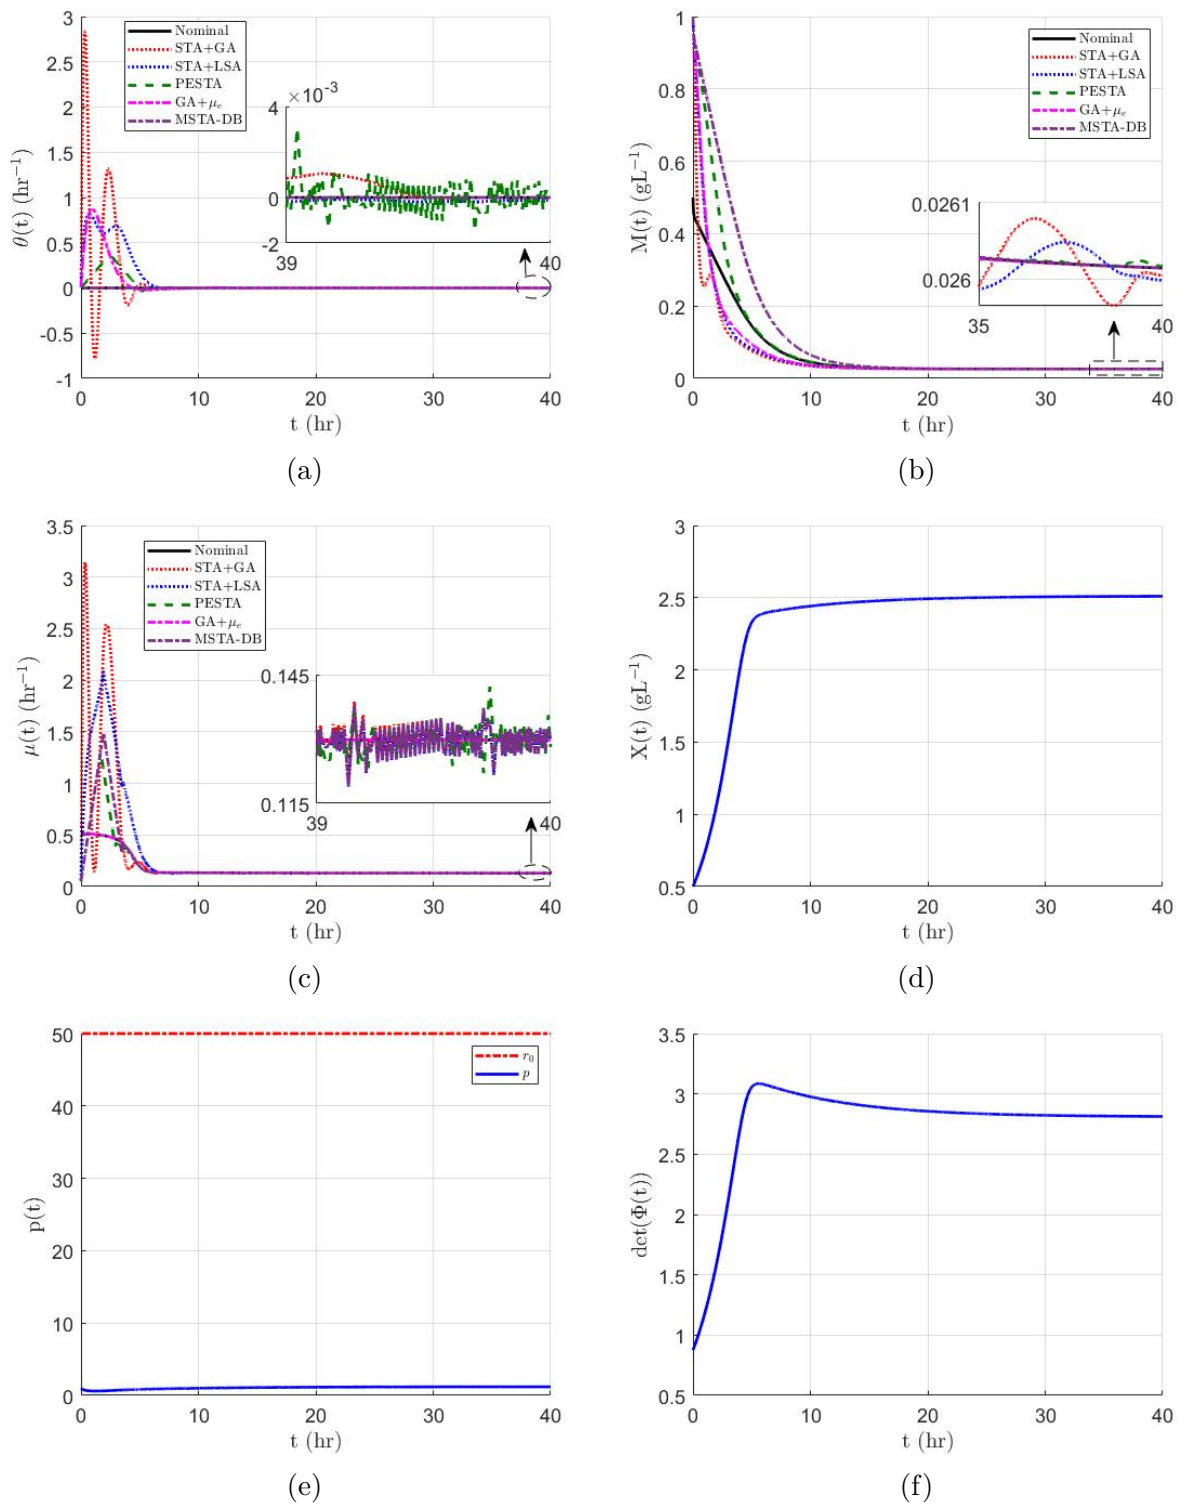 3
2.5
2
1.5
1
0.5
0
-0.5
-1
θ(t) (hr⁻¹)
0 10 20 30 40
t (hr)
Nominal
STA+GA
STA+LSA
PESTA
GA+μₑ
MSTA-DB
×10⁻³
4
0
-2
39 40
(a)
1
0.8
0.6
0.4
0.2
0
M(t) (gL⁻¹)
0 10 20 30 40
t (hr)
Nominal
STA+GA
STA+LSA
PESTA
GA+μₑ
MSTA-DB
0.0261
0.026
35 40
(b)
3.5
3
2.5
2
1.5
1
0.5
0
μ(t) (hr⁻¹)
0 10 20 30 40
t (hr)
Nominal
STA+GA
STA+LSA
PESTA
GA+μₑ
MSTA-DB
0.145
0.115
39 40
(c)
3
2.5
2
1.5
1
0.5
X(t) (gL⁻¹)
0 10 20 30 40
t (hr)
(d)
50
40
30
20
10
0
p(t)
0 10 20 30 40
t (hr)
r₀
p
(e)
3.5
3
2.5
2
1.5
1
0.5
det(Φ(t))
0 10 20 30 40
t (hr)
(f)